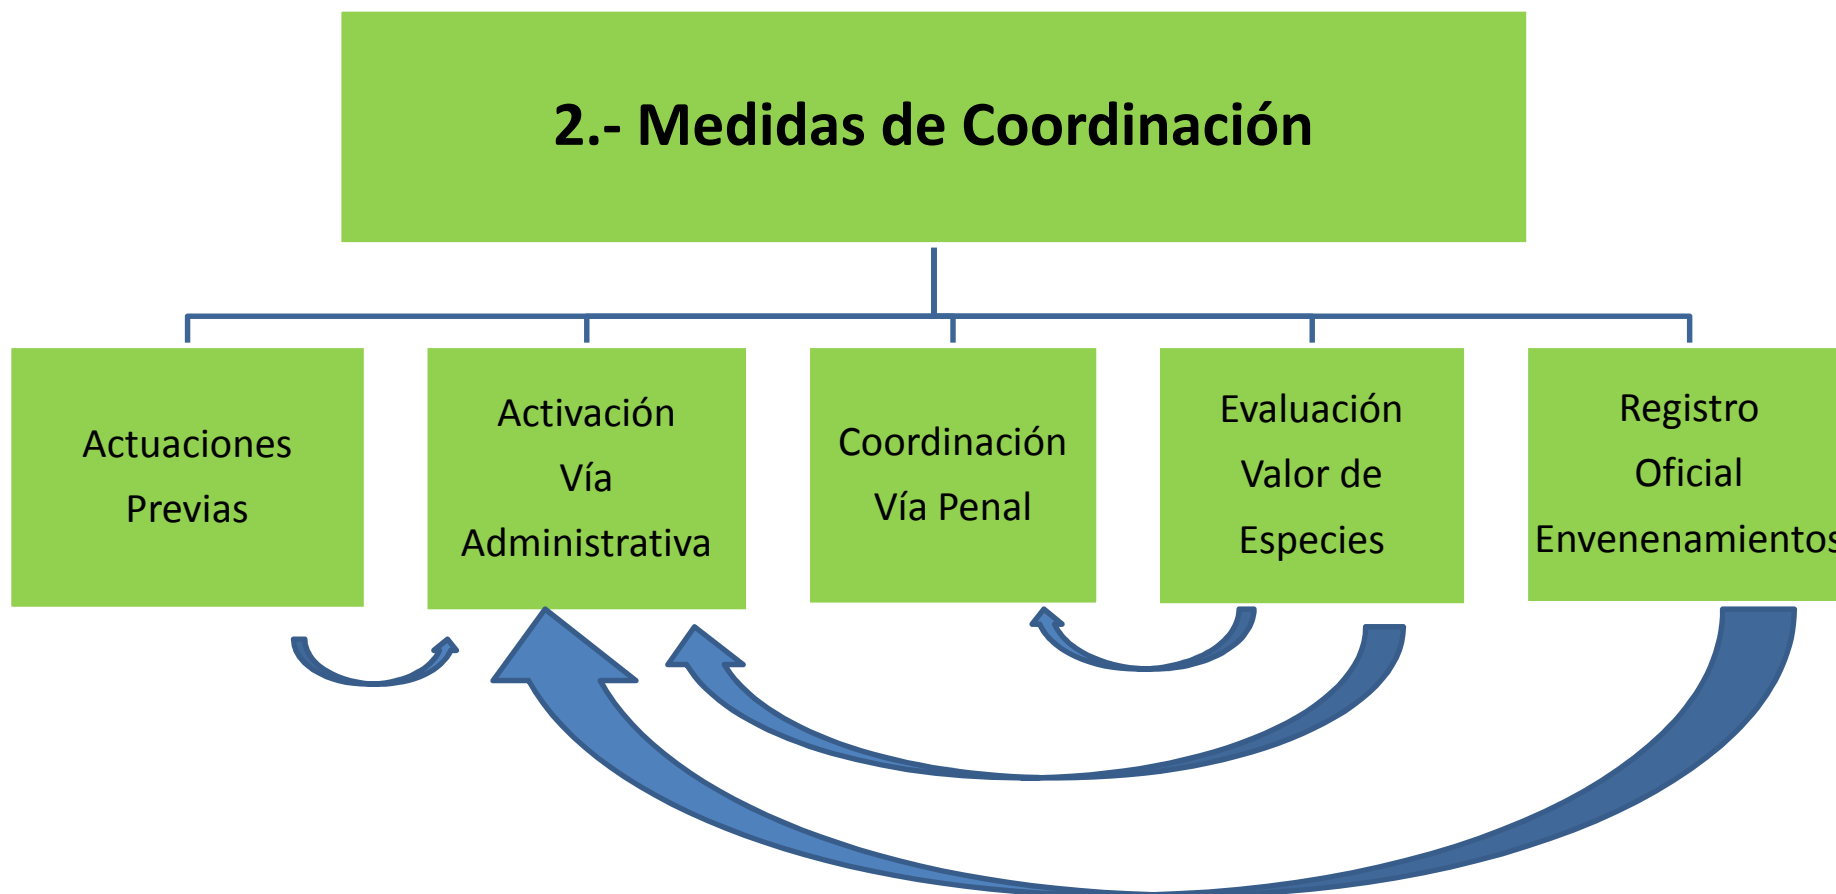 2.- Medidas de Coordinación
Actuaciones
Previas
Activación
Vía
Administrativa
Coordinación
Vía Penal
Evaluación
Valor de
Especies
Registro
Oficial
Envenenamientos